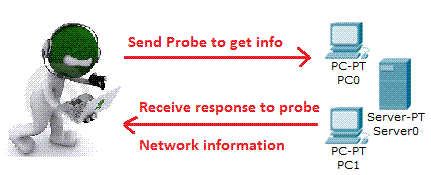 Send Probe to get info
PC-PT
PC0
Receive response to probe
Server-PT
Server0
Network information
PC-PT
PC1